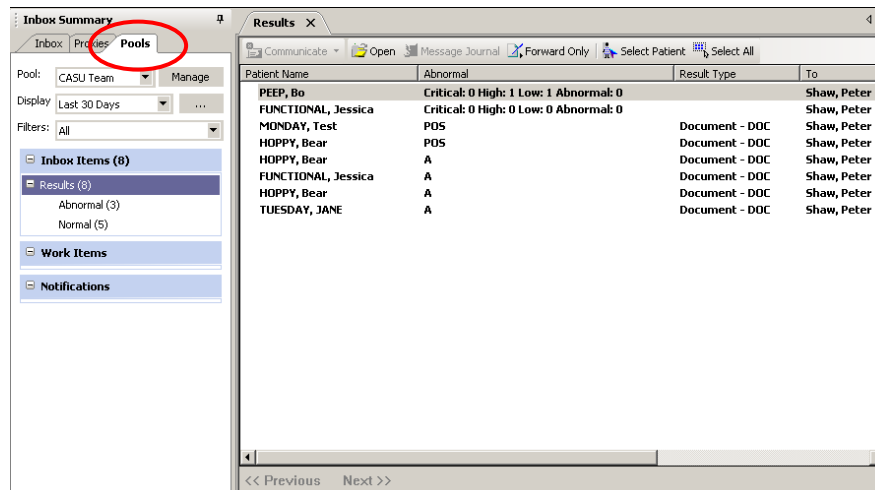 Inbox Summary
Inbox Proxies Pools
Pool: CASU Team Manage
Display Last 30 Days ...
Filters: All
Inbox Items (8)
Results (8)
Abnormal (3)
Normal (5)
Work Items
Notifications
Results X
Communicate Open Message Journal Forward Only Select Patient Select All
Patient Name Abnormal Result Type To
PEEP, Bo Critical: 0 High: 1 Low: 1 Abnormal: 0 Shaw, Peter
FUNCTIONAL, Jessica Critical: 0 High: 0 Low: 0 Abnormal: 0 Shaw, Peter
MONDAY, Test POS Document - DOC Shaw, Peter
HOPPY, Bear POS Document - DOC Shaw, Peter
HOPPY, Bear A Document - DOC Shaw, Peter
FUNCTIONAL, Jessica A Document - DOC Shaw, Peter
HOPPY, Bear A Document - DOC Shaw, Peter
TUESDAY, JANE A Document - DOC Shaw, Peter
<< Previous Next >>